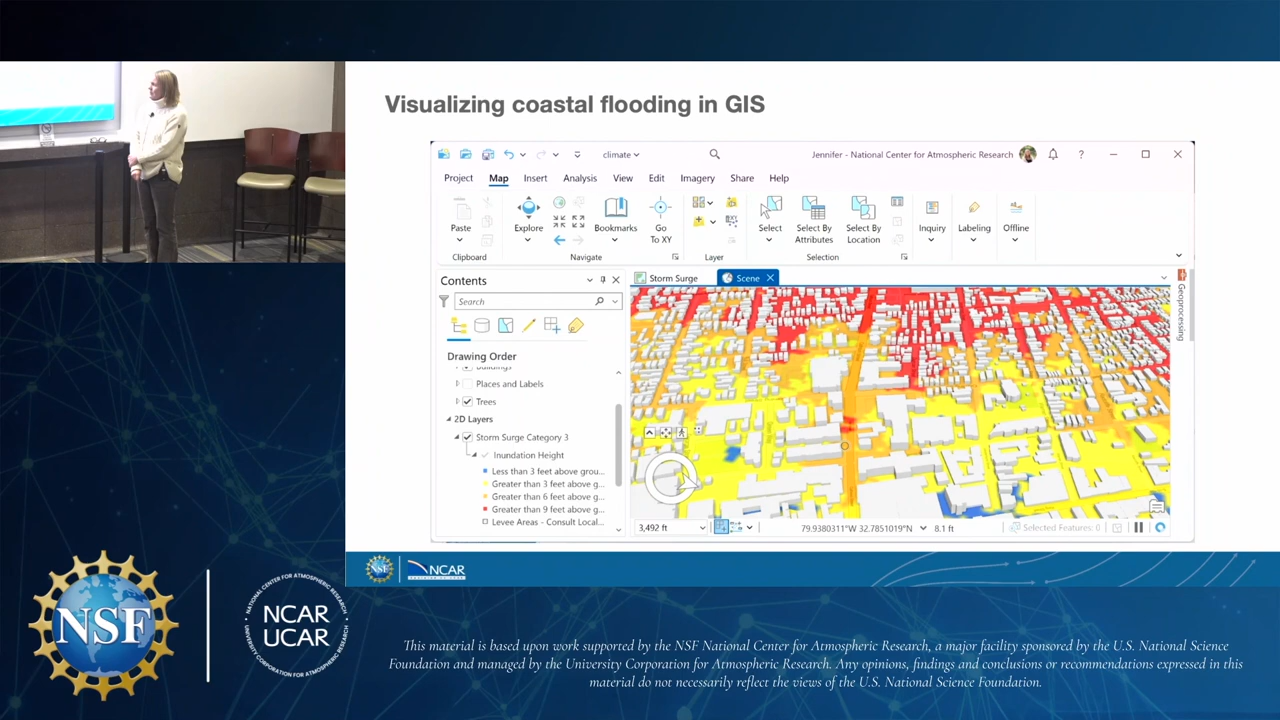 Visualizing coastal flooding in GIS
climate
Jennifer - National Center for Atmospheric Research
Project Map Insert Analysis View Edit Imagery Share Help
Paste
Explore
Bookmarks
Go
To XY
Select
Select By
Attributes
Select By
Location
Inquiry
Labeling
Offline
Clipboard Navigate Layer Selection
Contents
Search
Storm Surge Scene
Geoprocessing
Drawing Order
Buildings
Places and Labels
Trees
2D Layers
Storm Surge Category 3
Inundation Height
Less than 3 feet above grou...
Greater than 3 feet above g...
Greater than 6 feet above g...
Greater than 9 feet above g...
Levee Areas - Consult Local...
3,492 ft
79.9380311°W 32.7851019°N
8.1 ft
Selected Features: 0
NSF NCAR
NSF
NATIONAL CENTER FOR ATMOSPHERIC RESEARCH
NCAR
UCAR
UNIVERSITY CORPORATION FOR ATMOSPHERIC RESEARCH
This material is based upon work supported by the NSF National Center for Atmospheric Research, a major facility sponsored by the U.S. National Science
Foundation and managed by the University Corporation for Atmospheric Research. Any opinions, findings and conclusions or recommendations expressed in this
material do not necessarily reflect the views of the U.S. National Science Foundation.